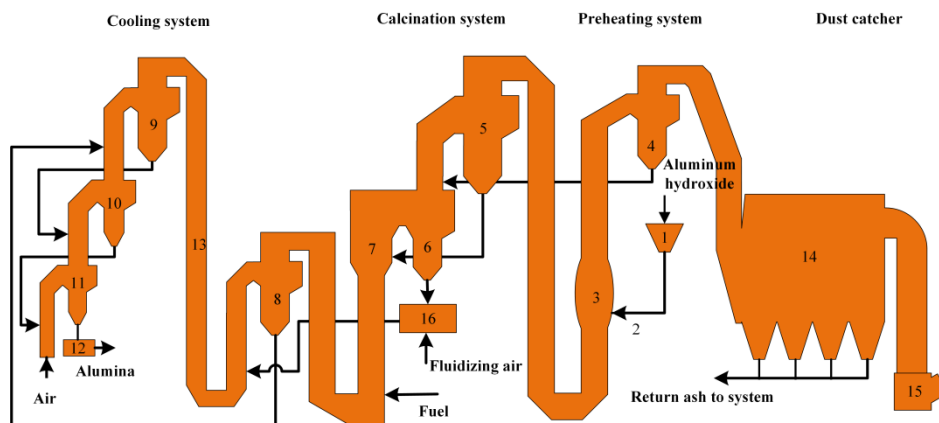 Cooling system
Calcination system
Preheating system
Dust catcher
9
5
4
Aluminum
hydroxide
10
1
13
7
6
14
11
3
8
16
2
12
Alumina
Fluidizing air
Air
Return ash to system
15
Fuel